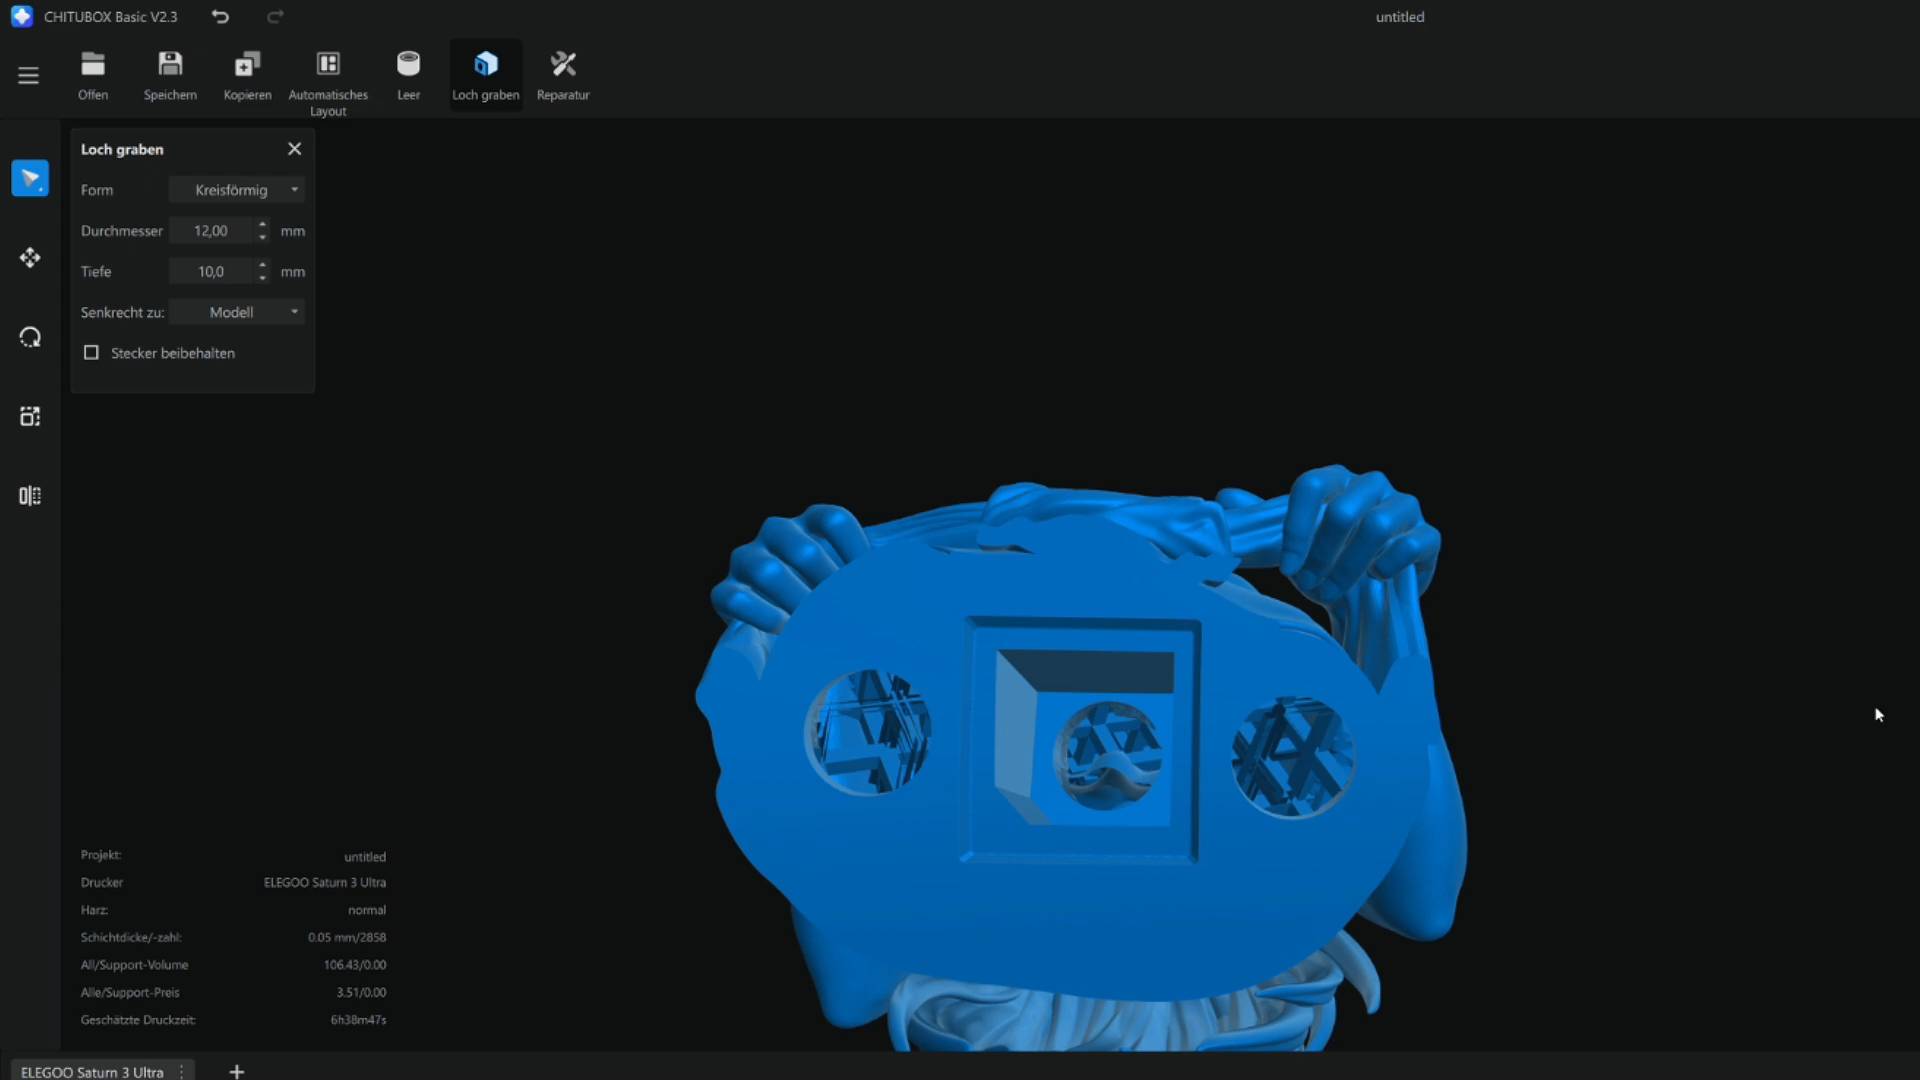 CHITUBOX Basic V2.3
untitled
Offen
Speichern
Kopieren
Automatisches
Layout
Leer
Loch graben
Reparatur
Loch graben
Form Kreisförmig
Durchmesser 12,00 mm
Tiefe 10,0 mm
Senkrecht zu: Modell
Stecker beibehalten
Projekt: untitled
Drucker ELEGOO Saturn 3 Ultra
Harz: normal
Schichtdicke/-zahl: 0.05 mm/2858
All/Support-Volume 106.43/0.00
Alle/Support-Preis 3.51/0.00
Geschätzte Druckzeit: 6h38m47s
ELEGOO Saturn 3 Ultra